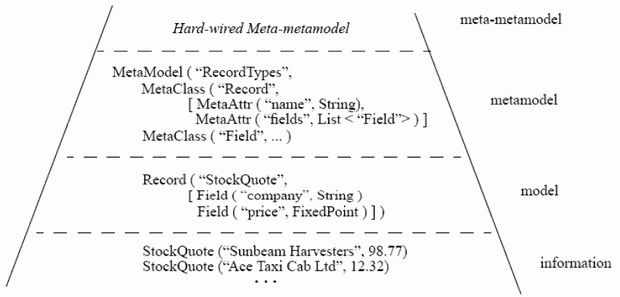 Hard-wired Meta-metamodel
meta-metamodel
MetaModel ( “RecordTypes”,
MetaClass ( “Record”,
[ MetaAttr ( “name”, String),
MetaAttr ( “fields”, List < “Field”> ) ]
MetaClass ( “Field”, ... )
metamodel
Record ( “StockQuote”,
[ Field ( “company”, String )
Field ( “price”, FixedPoint ) ] )
model
StockQuote (“Sunbeam Harvesters”, 98.77)
StockQuote (“Ace Taxi Cab Ltd”, 12.32)
• • •
information